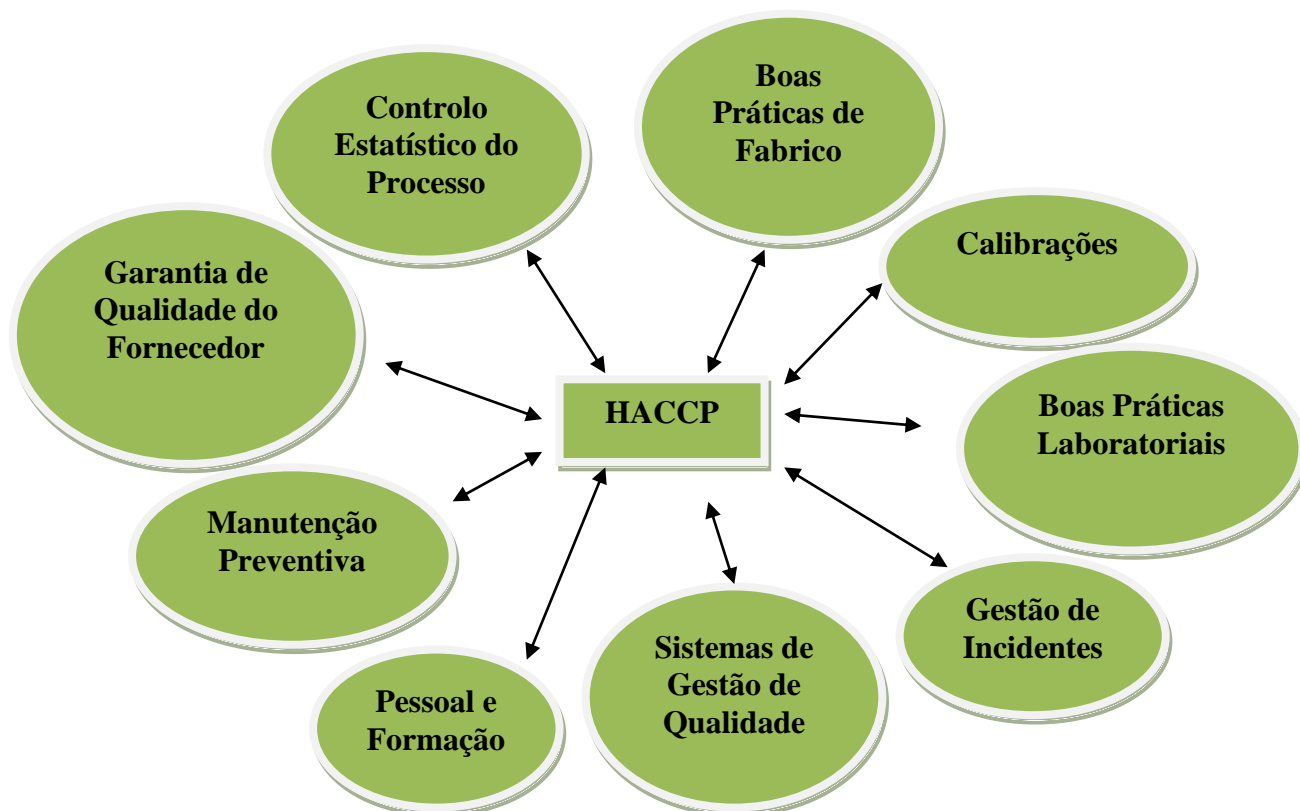 Controlo
Estatístico do
Processo
Boas
Práticas de
Fabrico
Calibrações
Garantia de
Qualidade do
Fornecedor
HACCP
Boas Práticas
Laboratoriais
Manutenção
Preventiva
Gestão de
Incidentes
Sistemas de
Gestão de
Qualidade
Pessoal e
Formação